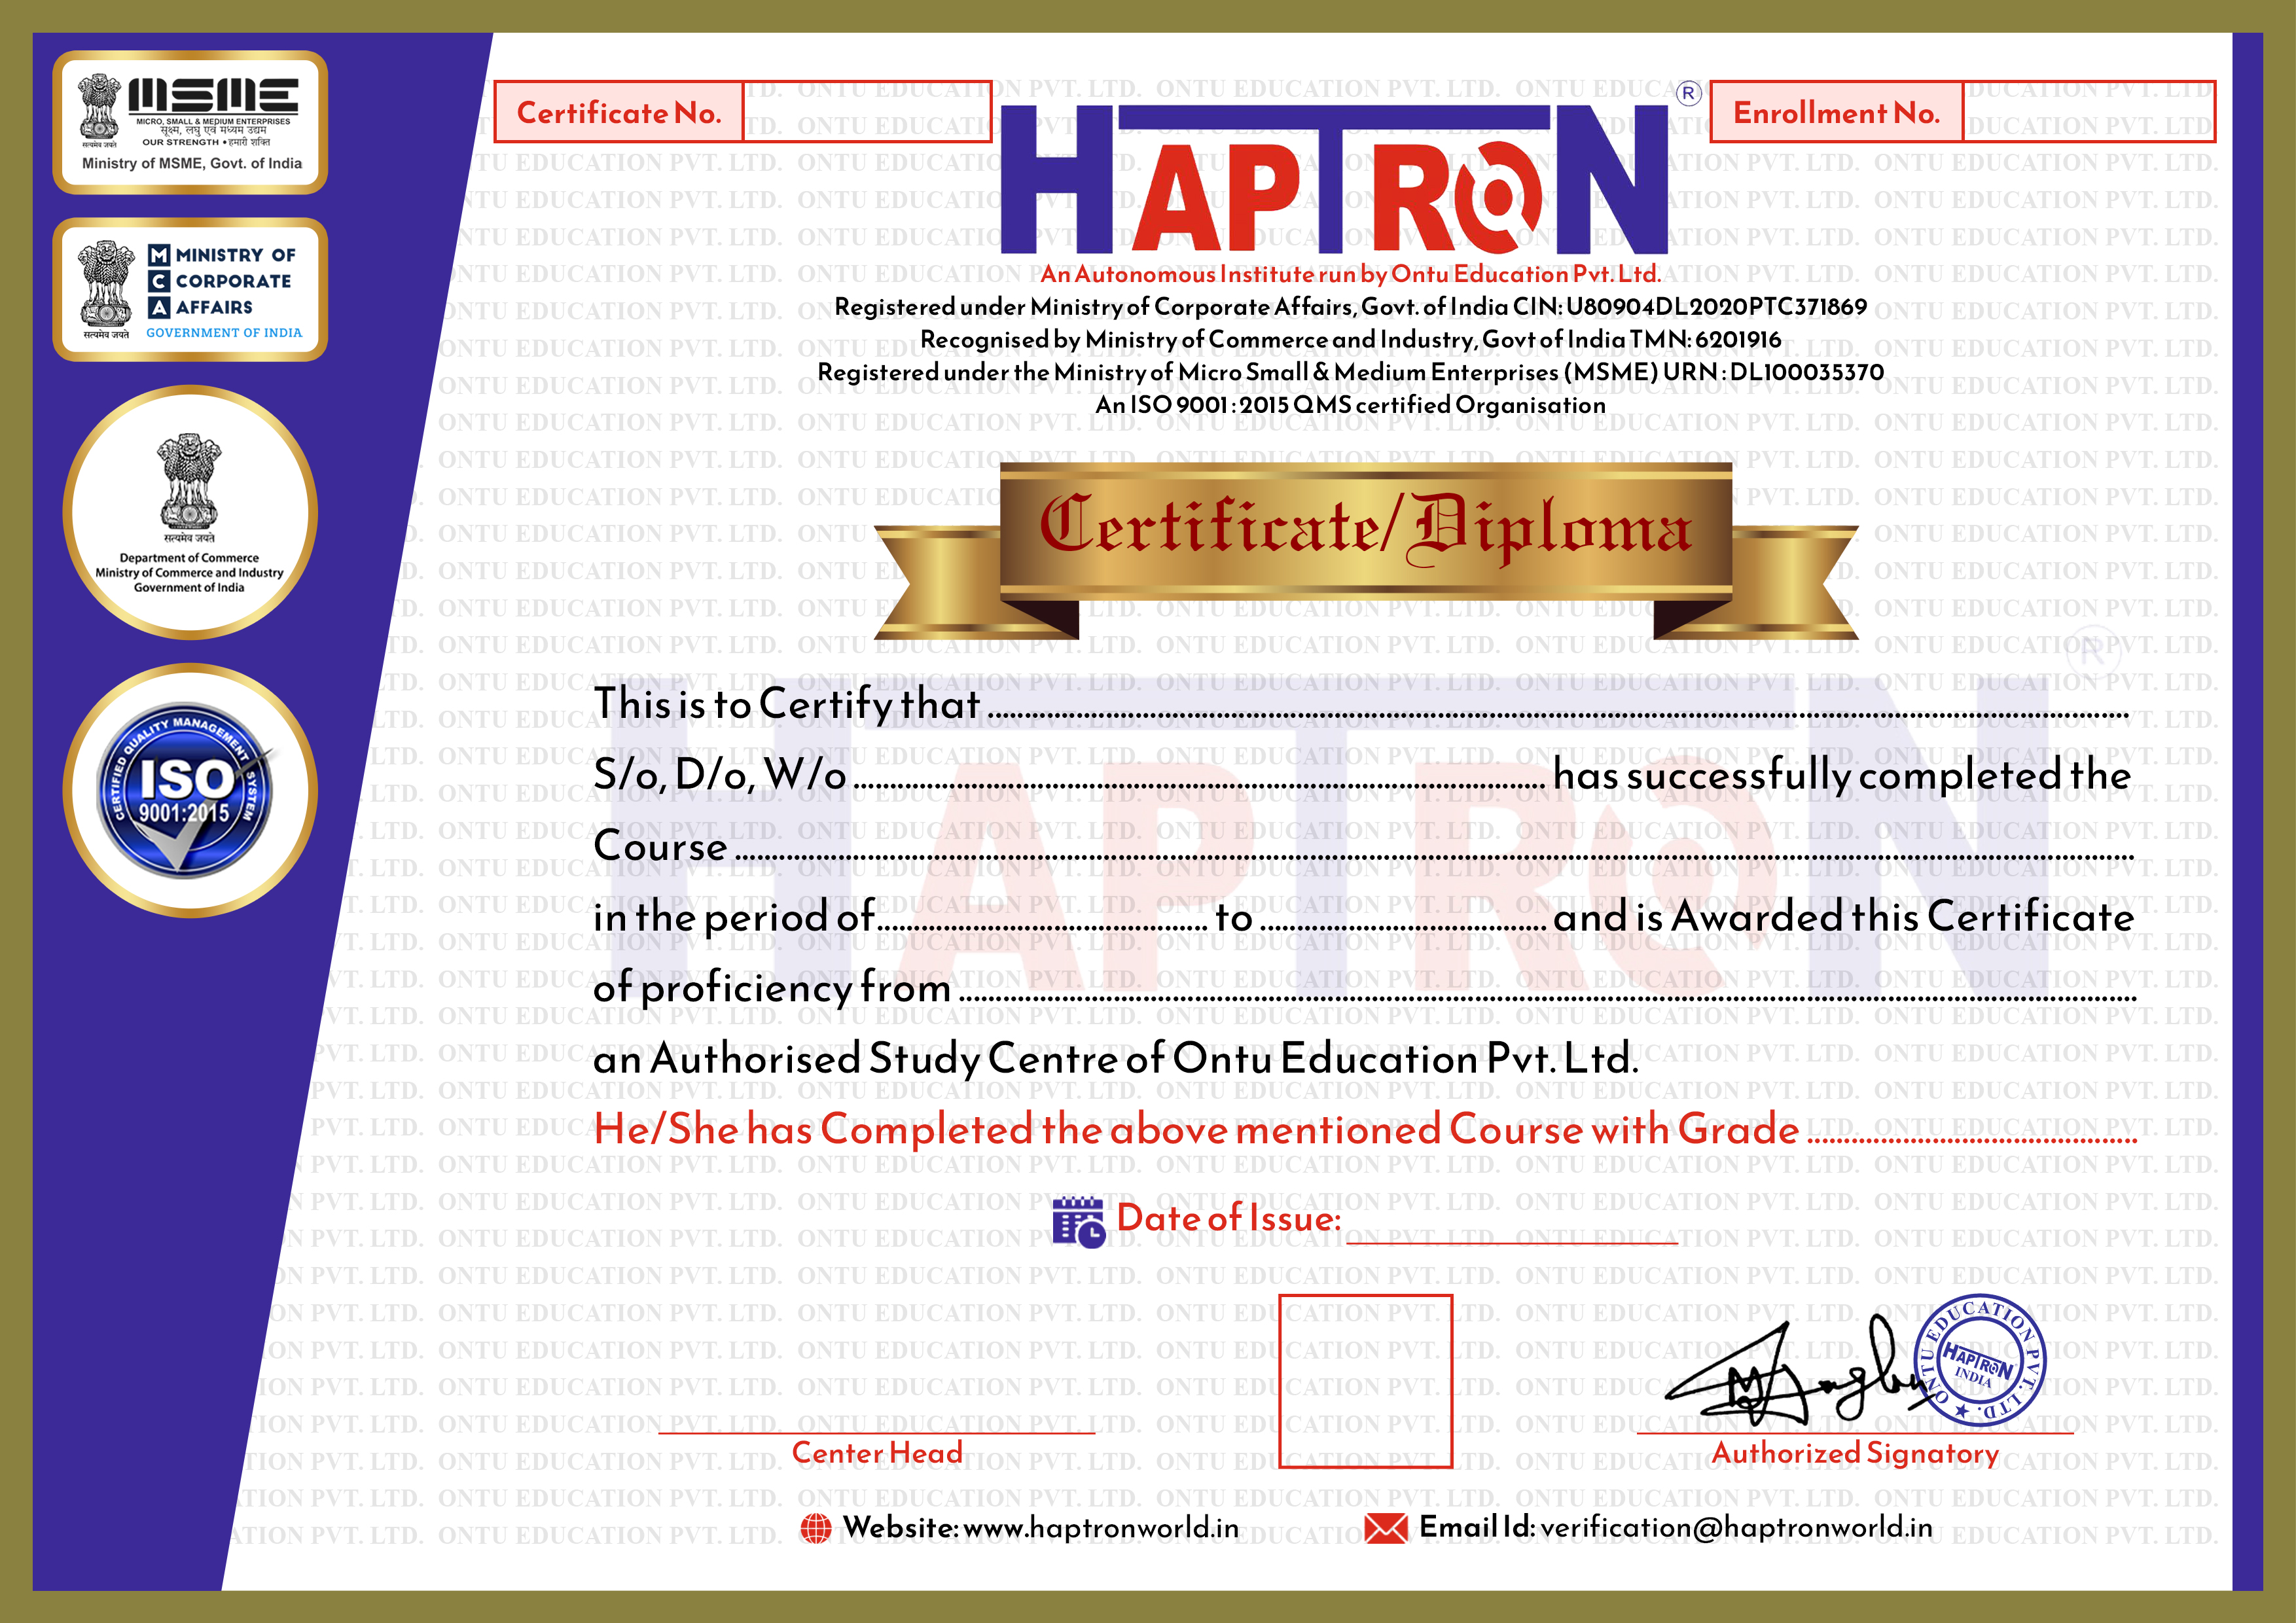 MSME
MICRO, SMALL & MEDIUM ENTERPRISES
सूक्ष्म, लघु एवं मध्यम उद्यम
OUR STRENGTH • हमारी शक्ति
सत्यमेव जयते
Ministry of MSME, Govt. of India
M MINISTRY OF
C CORPORATE
A AFFAIRS
सत्यमेव जयते
GOVERNMENT OF INDIA
सत्यमेव जयते
Department of Commerce
Ministry of Commerce and Industry
Government of India
CERTIFIED QUALITY MANAGEMENT SYSTEM
ISO
9001:2015
Certificate No.
Enrollment No.
HAPTRON ®
An Autonomous Institute run by Ontu Education Pvt. Ltd.
Registered under Ministry of Corporate Affairs, Govt. of India CIN: U80904DL2020PTC371869
Recognised by Ministry of Commerce and Industry, Govt of India TMN: 6201916
Registered under the Ministry of Micro Small & Medium Enterprises (MSME) URN : DL100035370
An ISO 9001 : 2015 QMS certified Organisation
Certificate/Diploma
This is to Certify that
S/o, D/o, W/o has successfully completed the
Course
in the period of to and is Awarded this Certificate
of proficiency from
an Authorised Study Centre of Ontu Education Pvt. Ltd.
He/She has Completed the above mentioned Course with Grade
Date of Issue:
Center Head
ONTU EDUCATION PVT. LTD.
HAPTRON
INDIA
Authorized Signatory
Website: www.haptronworld.in
Email Id: verification@haptronworld.in